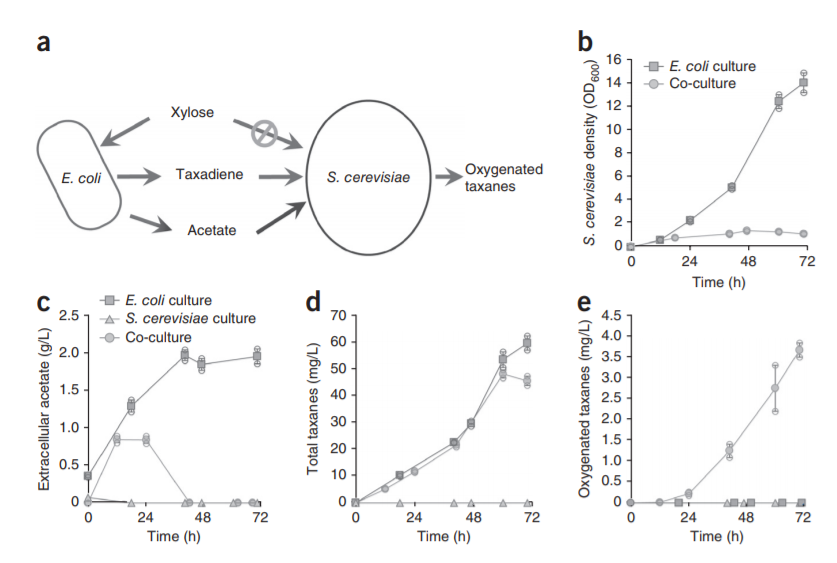 a
Xylose
E. coli
Taxadiene
S. cerevisiae
Oxygenated
taxanes
Acetate
b
S. cerevisiae density (OD600)
16
14
12
10
8
6
4
2
0
E. coli culture
Co-culture
0 24 48 72
Time (h)
c
E. coli culture
S. cerevisiae culture
Co-culture
Extracellular acetate (g/L)
2.5
2.0
1.5
1.0
0.5
0
0 24 48 72
Time (h)
d
Total taxanes (mg/L)
70
60
50
40
30
20
10
0
0 24 48 72
Time (h)
e
Oxygenated taxanes (mg/L)
4.5
4.0
3.5
3.0
2.5
2.0
1.5
1.0
0.5
0
0 24 48 72
Time (h)